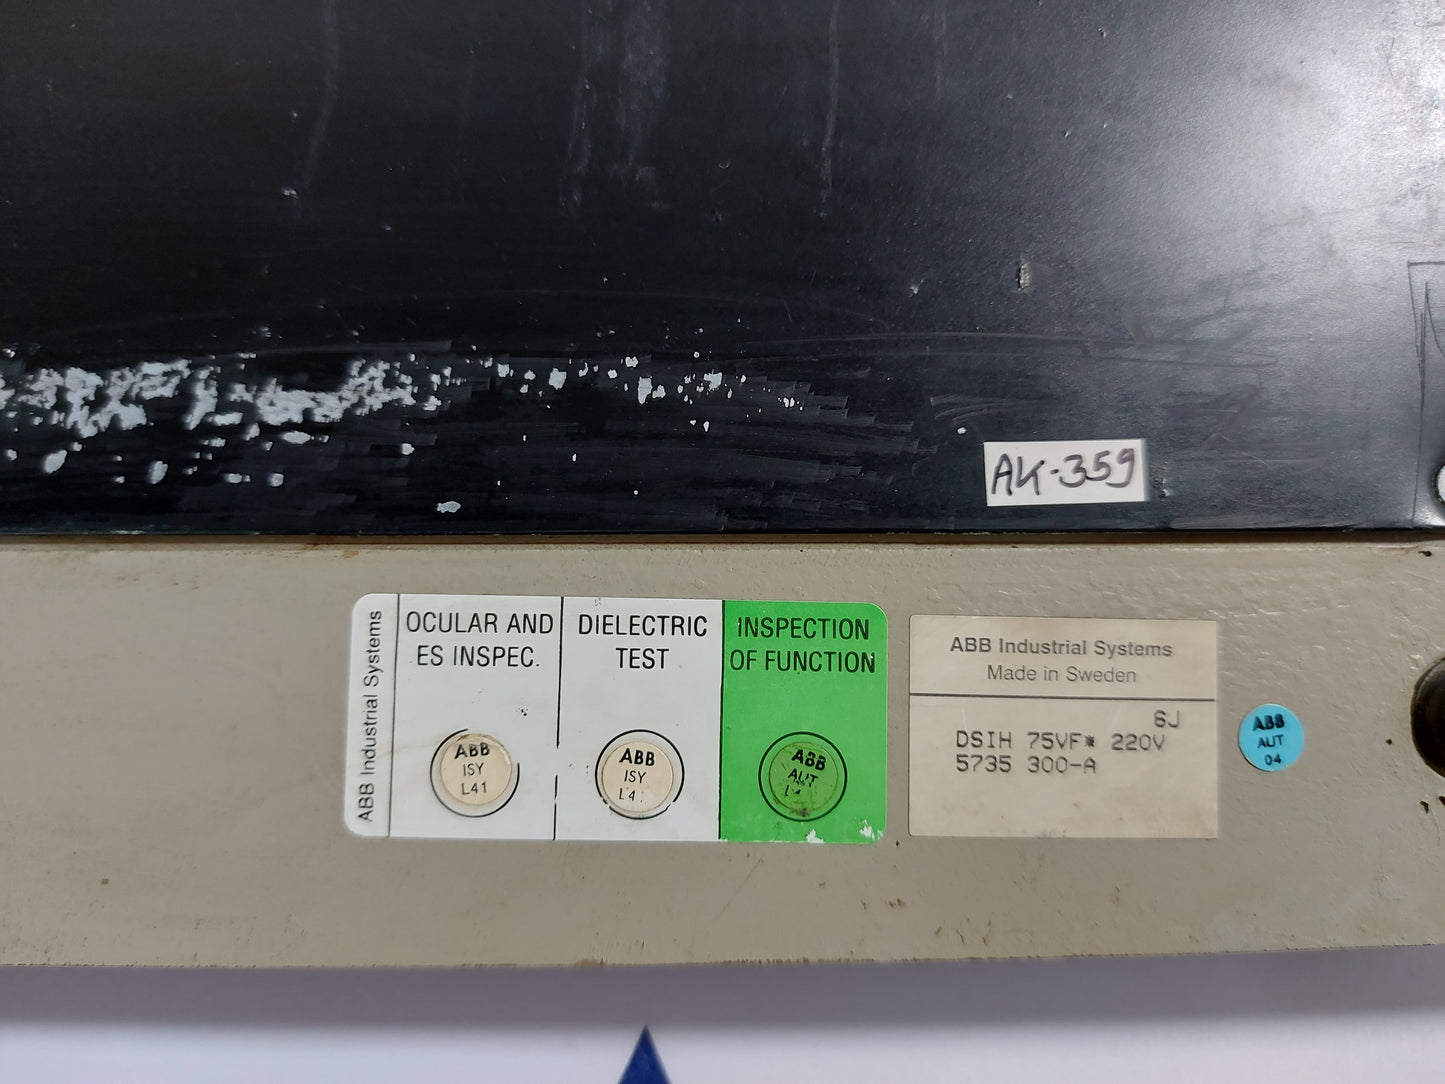 AK-359
ABB Industrial Systems
OCULAR AND
ES INSPEC.
ABB
ISY
L41
DIELECTRIC
TEST
ABB
ISY
INSPECTION
OF FUNCTION
ABB
AUT
ABB Industrial Systems
Made in Sweden
6J
DSIH 75VF* 220V
5735 300-A
ABB
AUT
04